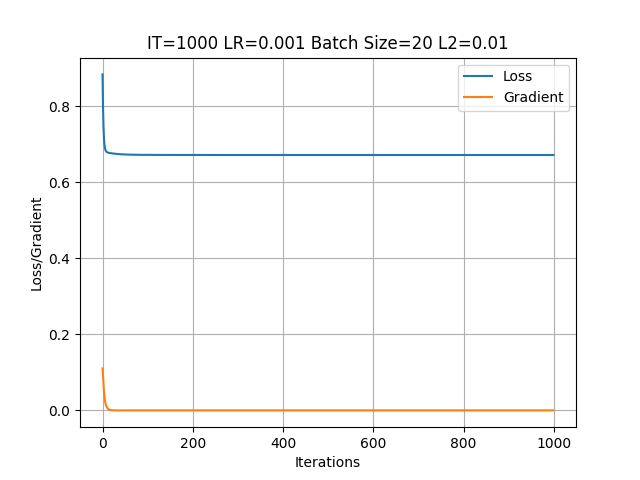 IT=1000 LR=0.001 Batch Size=20 L2=0.01
Loss
Gradient
Loss/Gradient
0.8
0.6
0.4
0.2
0.0
0 200 400 600 800 1000
Iterations